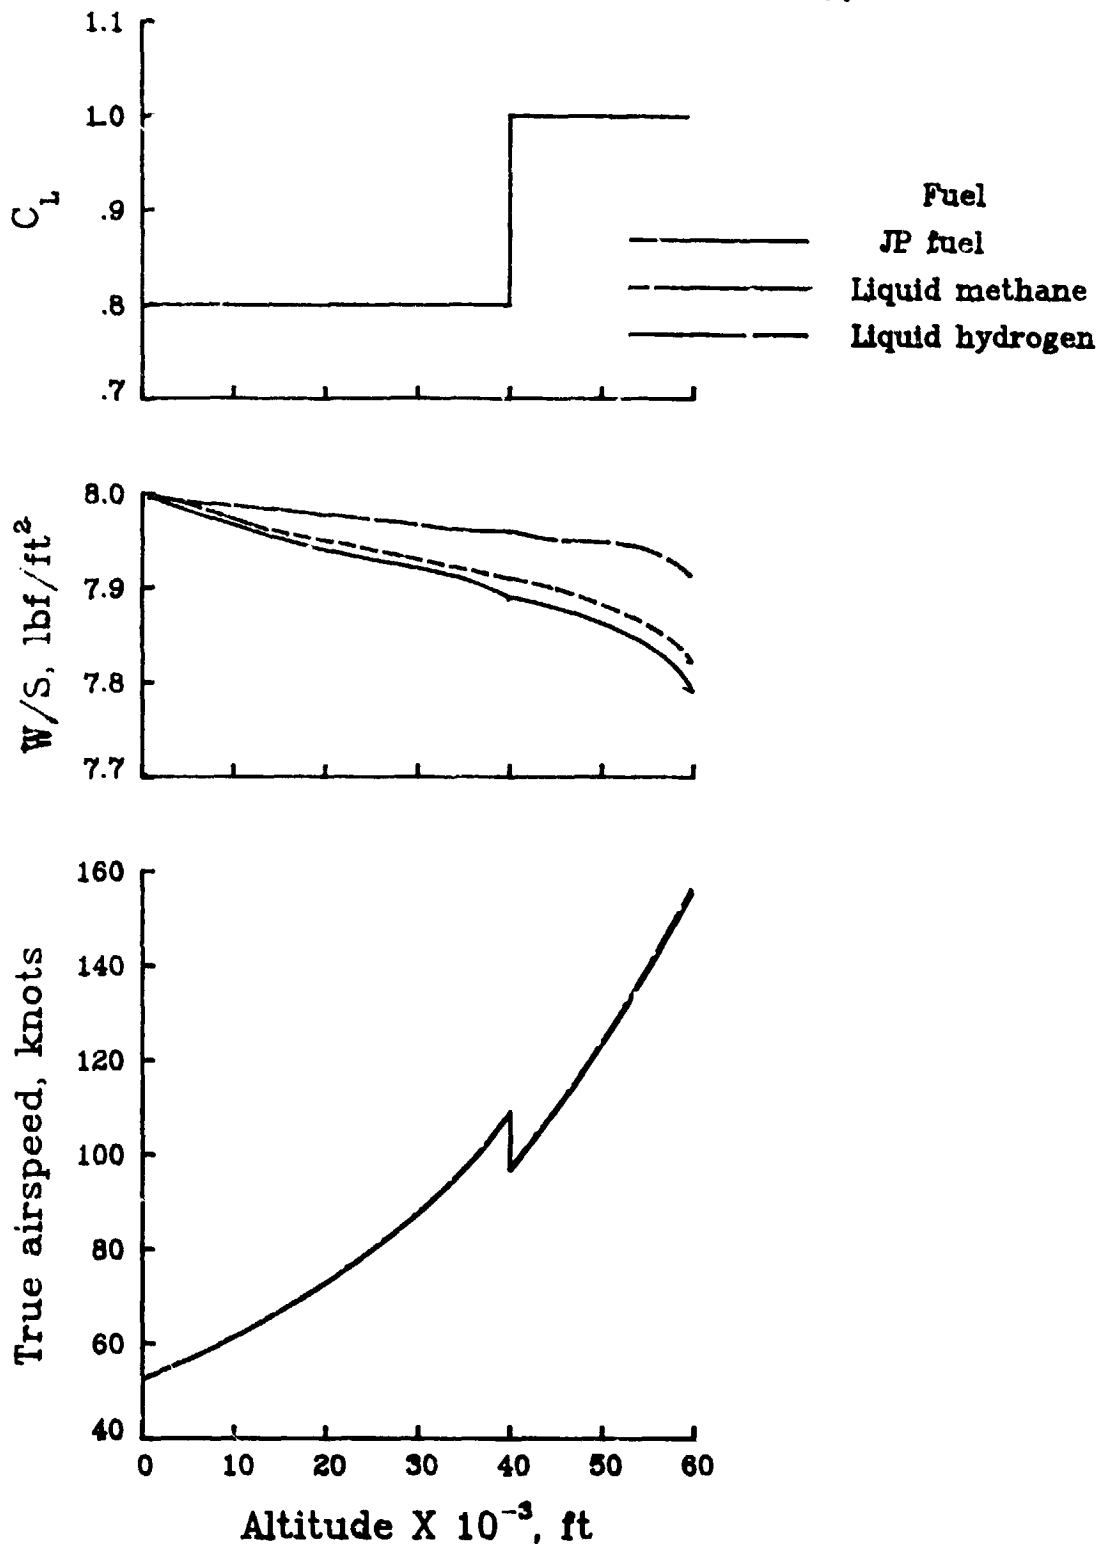 1.1
1.0
.9
.8
.7
C_L
Fuel
JP fuel
Liquid methane
Liquid hydrogen
8.0
7.9
7.8
7.7
W/S, lbf/ft²
160
140
120
100
80
60
40
True airspeed, knots
0 10 20 30 40 50 60
Altitude X 10⁻³, ft